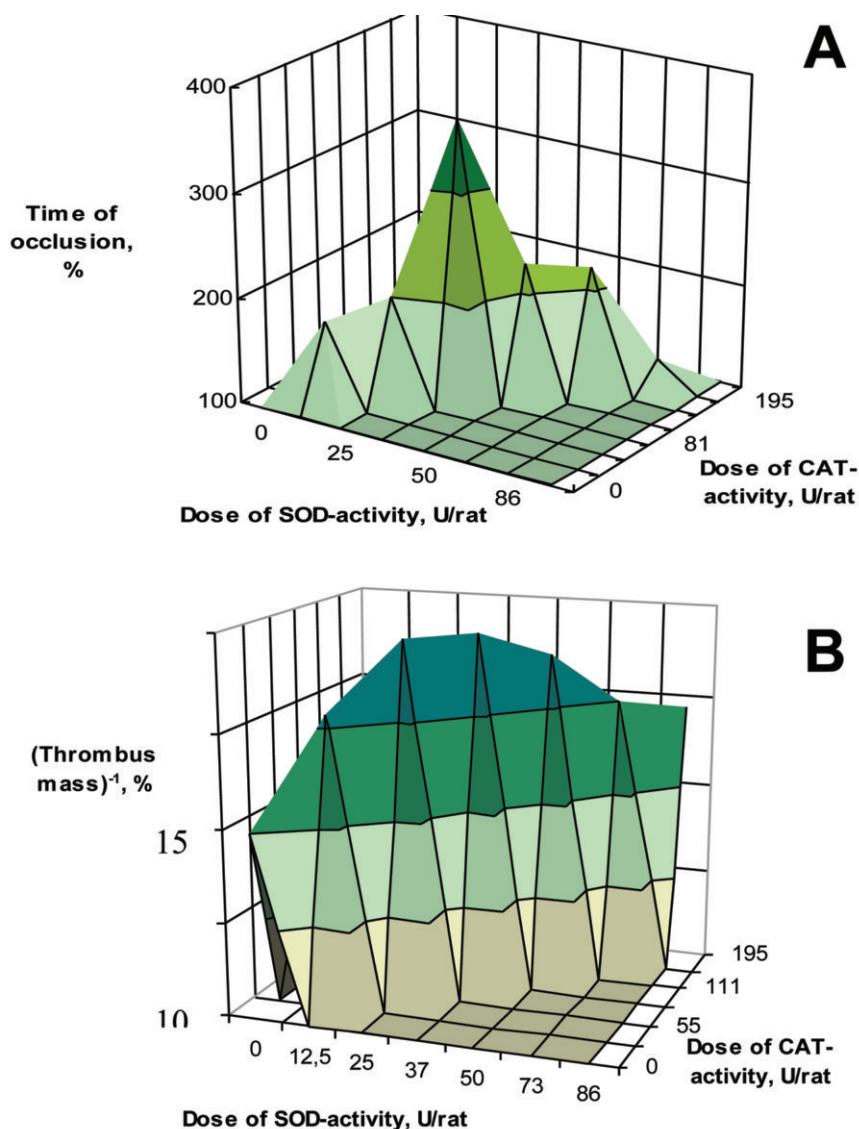 A
400
300
200
100
Time of
occlusion,
%
0
25
50
86
0
81
195
Dose of SOD-activity, U/rat
Dose of CAT-
activity, U/rat
B
(Thrombus
mass)-1, %
15
10
0
12,5
25
37
50
73
86
0
55
111
195
Dose of CAT-
activity, U/rat
Dose of SOD-activity, U/rat